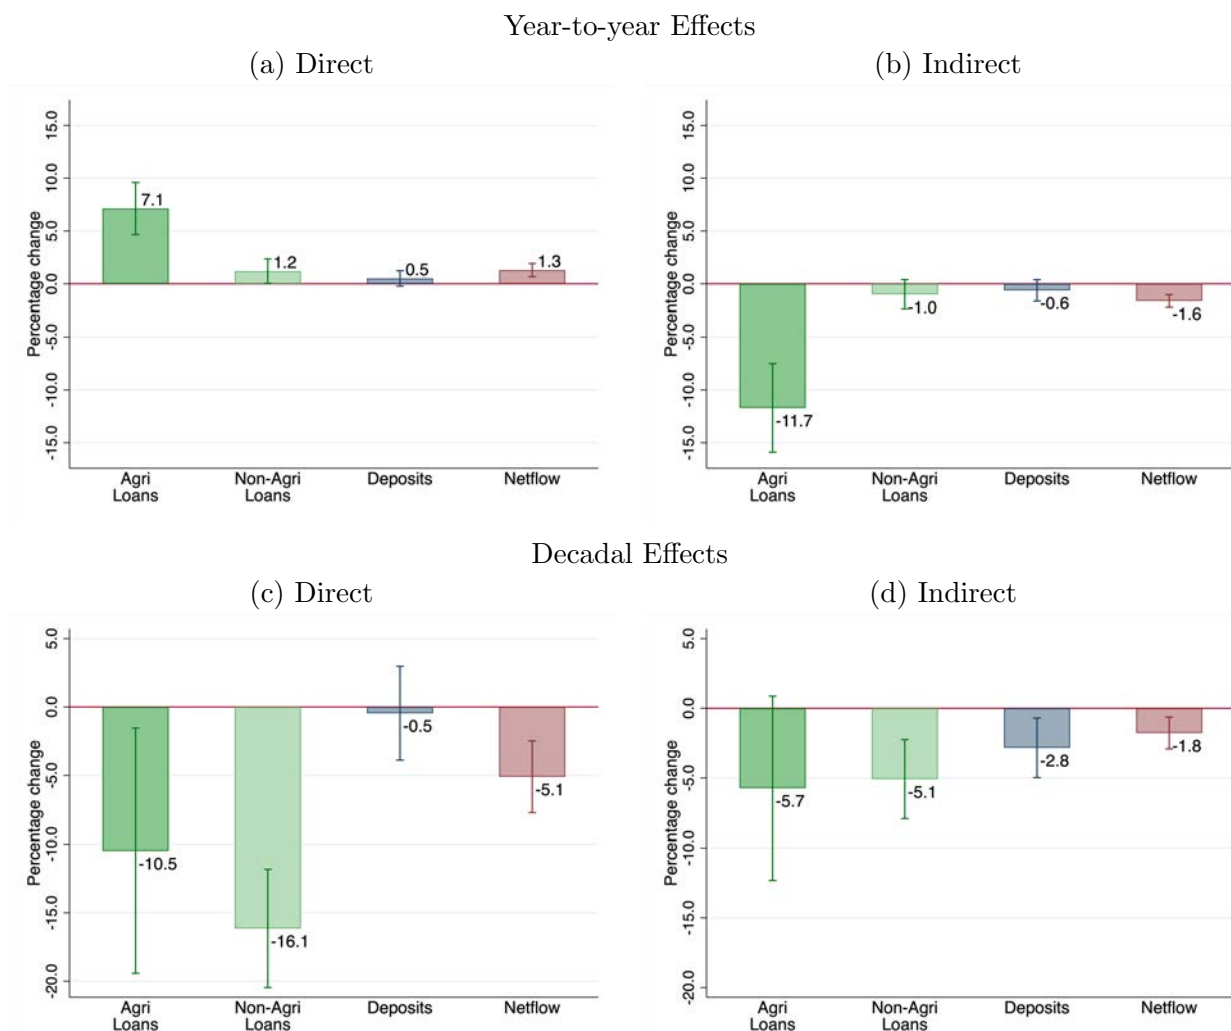 Year-to-year Effects
(a) Direct
(b) Indirect
Percentage change
15.0
10.0
5.0
0.0
-5.0
-10.0
-15.0
7.1
1.2
0.5
1.3
Agri
Loans
Non-Agri
Loans
Deposits
Netflow
Percentage change
15.0
10.0
5.0
0.0
-5.0
-10.0
-15.0
-11.7
-1.0
-0.6
-1.6
Agri
Loans
Non-Agri
Loans
Deposits
Netflow
Decadal Effects
(c) Direct
(d) Indirect
Percentage change
5.0
0.0
-5.0
-10.0
-15.0
-20.0
-10.5
-16.1
-0.5
-5.1
Agri
Loans
Non-Agri
Loans
Deposits
Netflow
Percentage change
5.0
0.0
-5.0
-10.0
-15.0
-20.0
-5.7
-5.1
-2.8
-1.8
Agri
Loans
Non-Agri
Loans
Deposits
Netflow